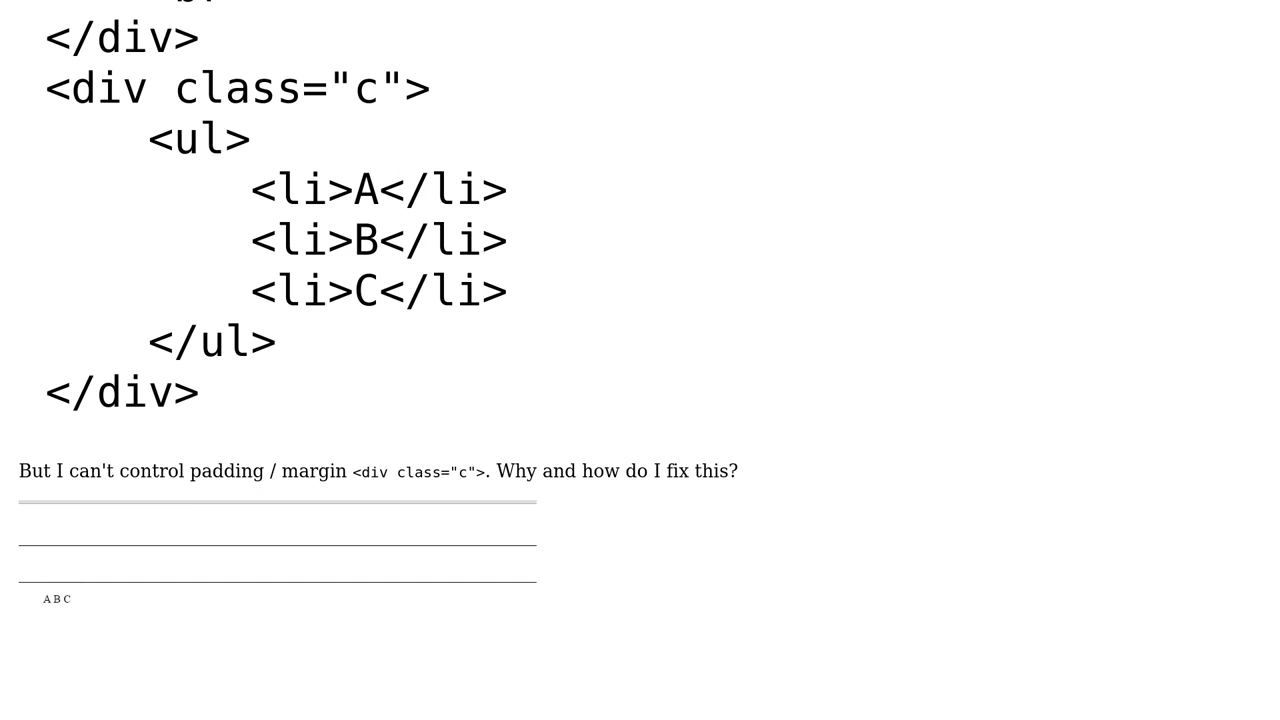 </div>
<div class="c">
    <ul>
        <li>A</li>
        <li>B</li>
        <li>C</li>
    </ul>
</div>
But I can't control padding / margin <div class="c">. Why and how do I fix this?
A B C